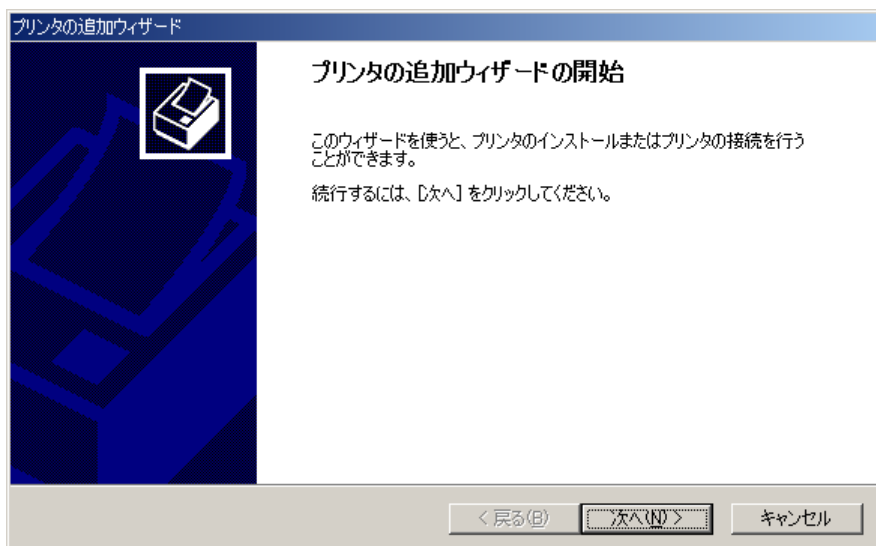 プリンタの追加ウィザード
プリンタの追加ウィザードの開始
このウィザードを使うと、プリンタのインストールまたはプリンタの接続を行う
ことができます。
続行するには、[次へ] をクリックしてください。
< 戻る(B)
次へ(N) >
キャンセル